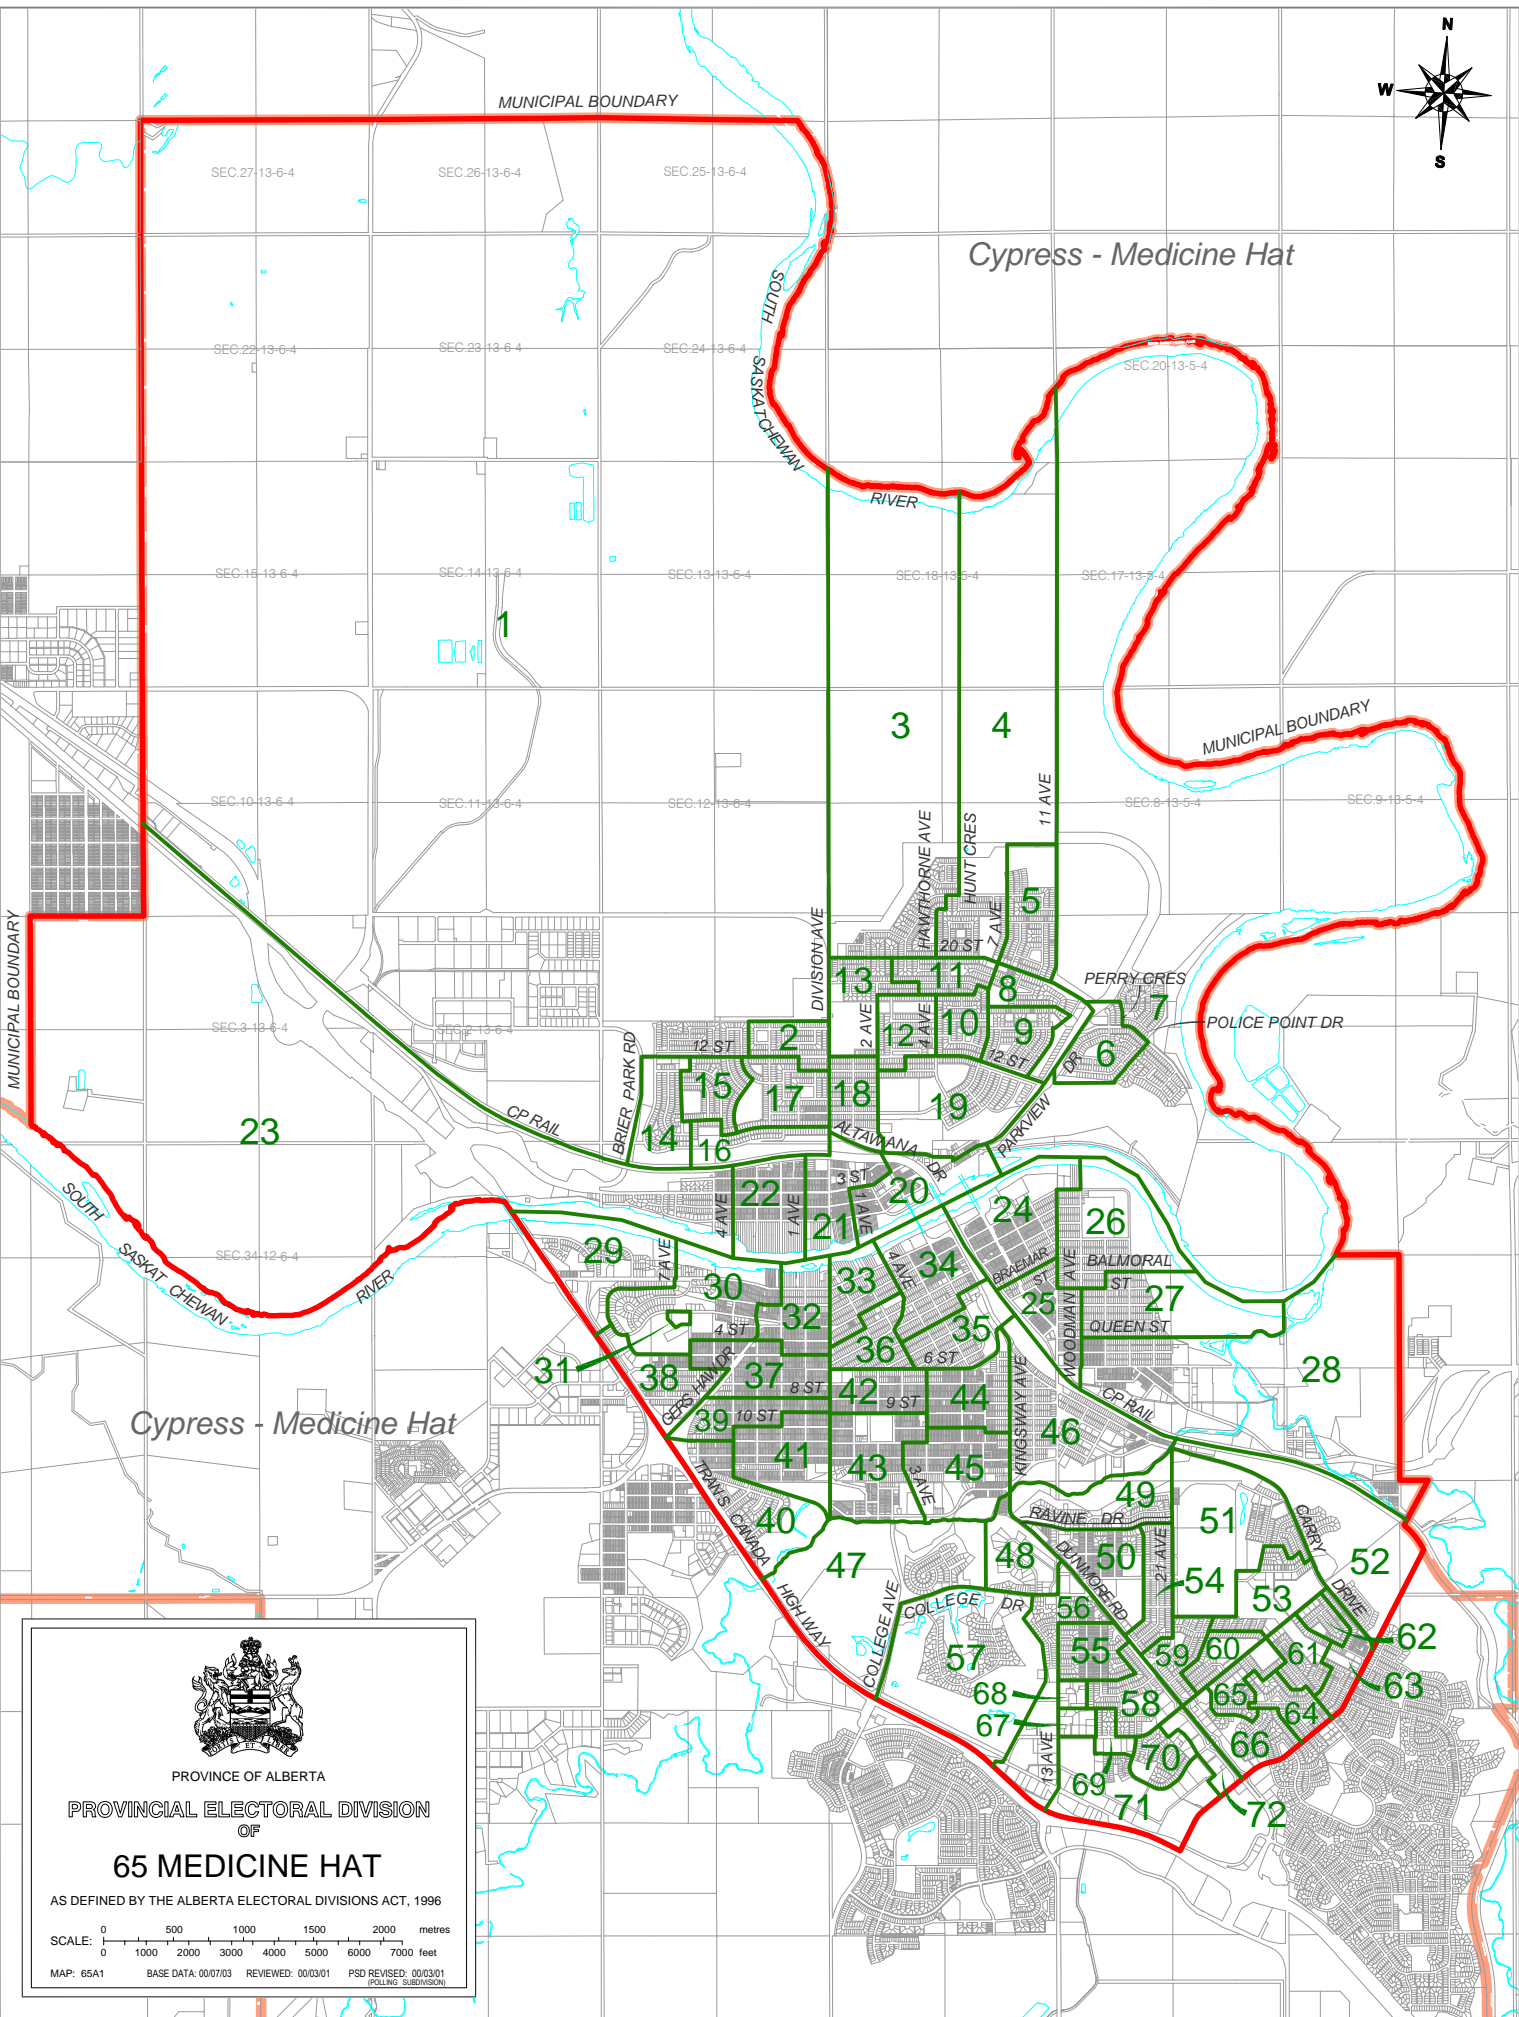 MUNICIPAL BOUNDARY
N
W
S
SEC.27-13-6-4
SEC.26-13-6-4
SEC.25-13-6-4
Cypress - Medicine Hat
SOUTH
SASKATCHEWAN
RIVER
SEC.22-13-6-4
SEC.23-13-6-4
SEC.24-13-6-4
SEC.20-13-5-4
SEC.15-13-6-4
SEC.14-13-6-4
SEC.13-13-6-4
SEC.18-13-5-4
SEC.17-13-5-4
1
3
4
MUNICIPAL BOUNDARY
SEC.10-13-6-4
SEC.11-13-6-4
SEC.12-13-6-4
11 AVE
SEC.8-13-5-4
SEC.9-13-5-4
HAWTHORNE AVE
HUNT CRES
7 AVE
5
DIVISION AVE
20 ST
MUNICIPAL BOUNDARY
13
11
8
PERRY CRES
7
POLICE POINT DR
SEC.3-13-6-4
SEC.2-13-6-4
2
12 ST
2 AVE
12
4 AVE
10
9
12 ST
6
DR
BRIER PARK RD
15
17
18
19
PARKVIEW
23
CP RAIL
14
16
ALTAWANA DR
SOUTH
SASKATCHEWAN
RIVER
SEC.34-12-6-4
4 AVE
22
1 AVE
21
3 ST
1 AVE
20
24
26
29
7 AVE
30
32
33
4 AVE
34
BRAEMAR
ST
WOODMAN AVE
BALMORAL
ST
25
27
QUEEN ST
28
4 ST
31
38
37
36
35
6 ST
GERSHAW DR
8 ST
42
9 ST
44
KINGSWAY AVE
CP RAIL
46
Cypress - Medicine Hat
39
10 ST
41
43
3 AVE
45
TRANS CANADA
HIGHWAY
40
47
48
RAVINE DR
49
51
CARRY
DRIVE
52
DUNMORE RD
50
21 AVE
54
53
COLLEGE AVE
COLLEGE DR
56
57
55
59
60
61
62
63
68
67
58
65
64
66
13 AVE
69
70
71
72
PROVINCE OF ALBERTA
PROVINCIAL ELECTORAL DIVISION
OF
65 MEDICINE HAT
AS DEFINED BY THE ALBERTA ELECTORAL DIVISIONS ACT, 1996
SCALE:
0 500 1000 1500 2000 metres
0 1000 2000 3000 4000 5000 6000 7000 feet
MAP: 65A1 BASE DATA: 00/07/03 REVIEWED: 00/03/01 PSD REVISED: 00/03/01
(POLLING SUBDIVISION)